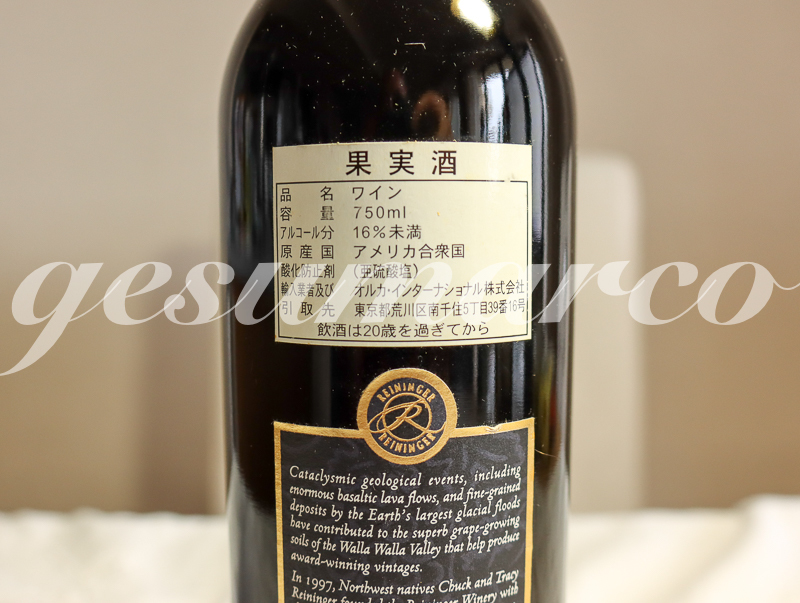 果実酒
品名 ワイン
容量 750ml
アルコール分 16%未満
原産国 アメリカ合衆国
酸化防止剤 (亜硫酸塩)
輸入業者及び オルカ・インターナショナル株式会社
引取先 東京都荒川区南千住5丁目39番16号
飲酒は20歳を過ぎてから
gesumarco
REININGER
R
REININGER
Cataclysmic geological events, including
enormous basaltic lava flows, and fine-grained
deposits by the Earth's largest glacial floods
have contributed to the superb grape-growing
soils of the Walla Walla Valley that help produce
award-winning vintages.
In 1997, Northwest natives Chuck and Tracy
Reininger founded the Reininger Winery with